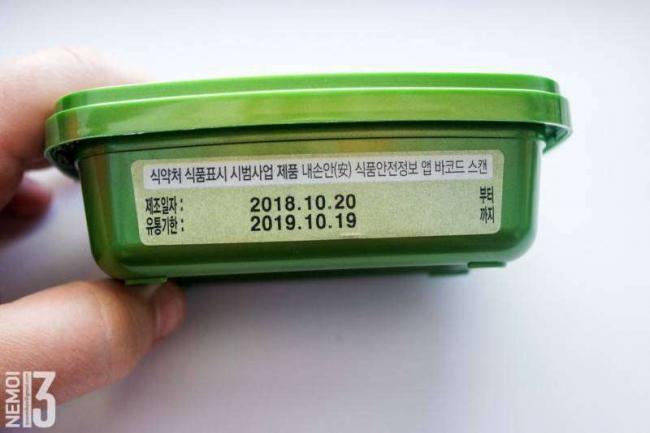 식약처 식품표시 시범사업 제품 내손안(安) 식품안전정보 앱 바코드 스캔
제조일자 : 2018.10.20 부터
유통기한 : 2019.10.19 까지
NEMOI
13